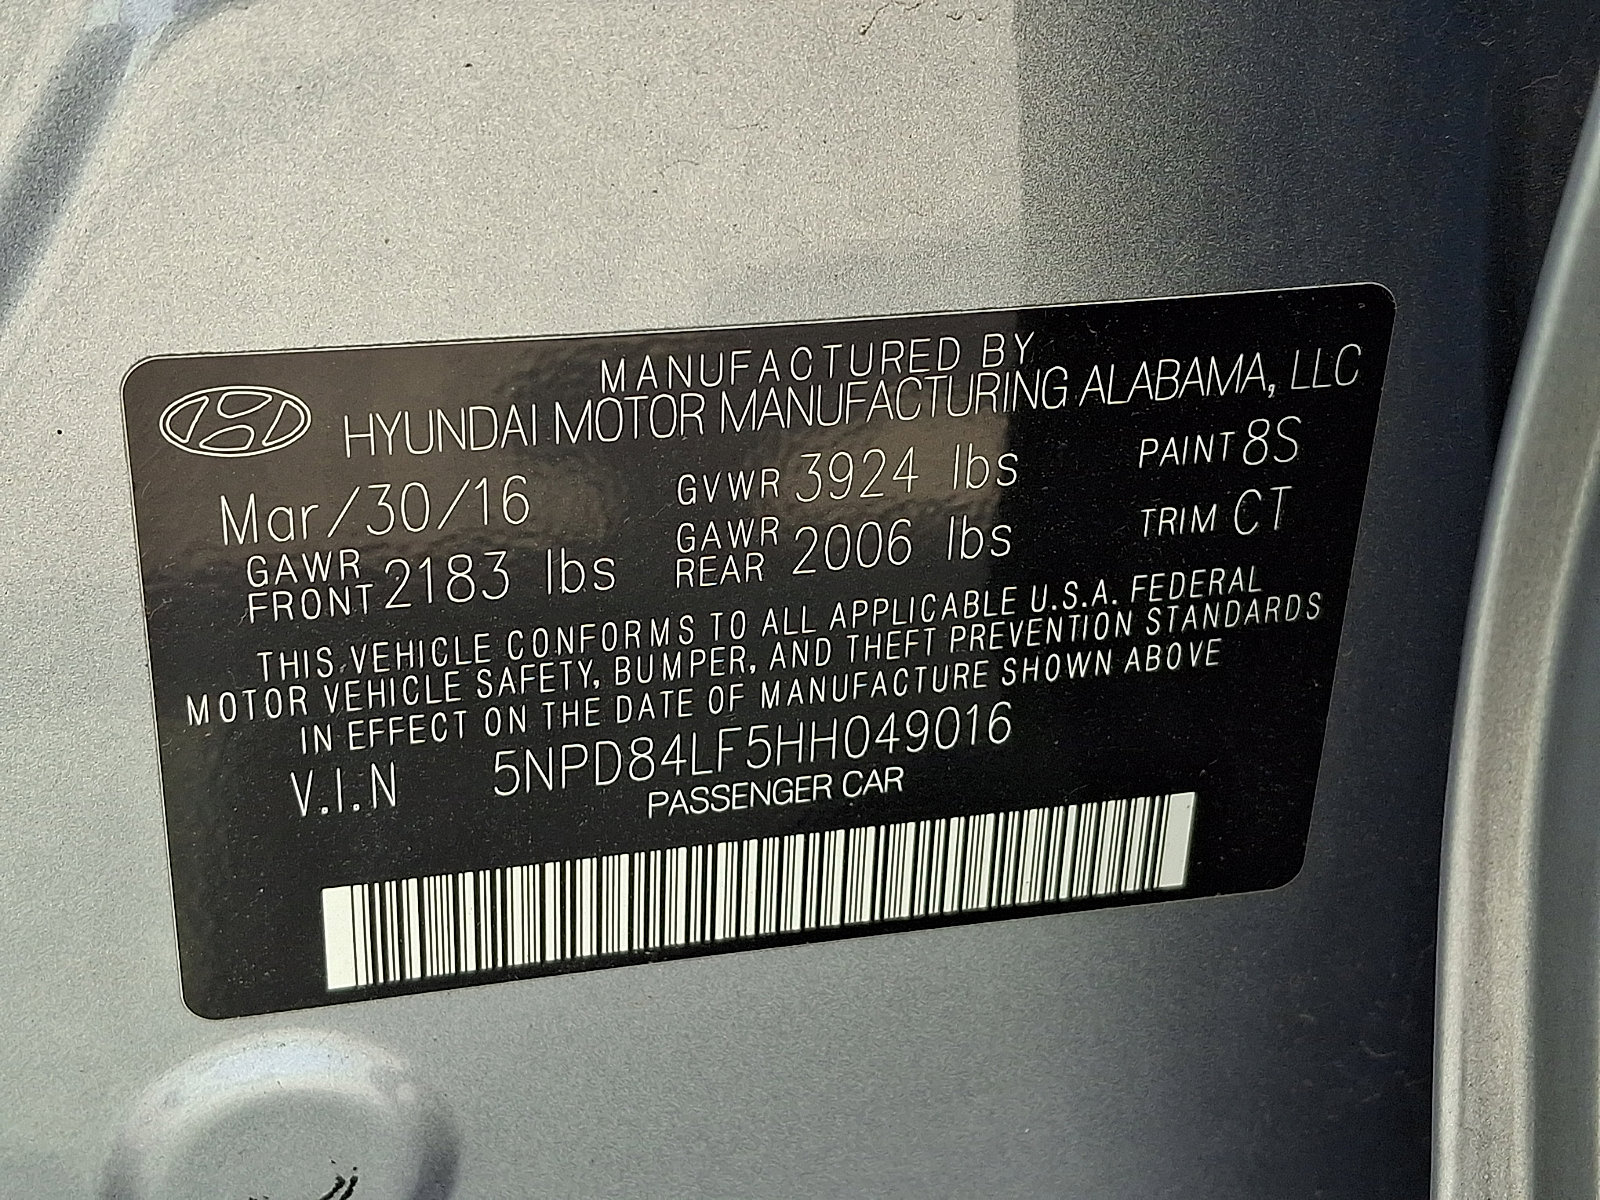 MANUFACTURED BY
HYUNDAI MOTOR MANUFACTURING ALABAMA, LLC
Mar/30/16 GVWR 3924 lbs PAINT 8S
GAWR FRONT 2183 lbs GAWR REAR 2006 lbs TRIM CT
THIS VEHICLE CONFORMS TO ALL APPLICABLE U.S.A. FEDERAL
MOTOR VEHICLE SAFETY, BUMPER, AND THEFT PREVENTION STANDARDS
IN EFFECT ON THE DATE OF MANUFACTURE SHOWN ABOVE
V.I.N 5NPD84LF5HH049016
PASSENGER CAR